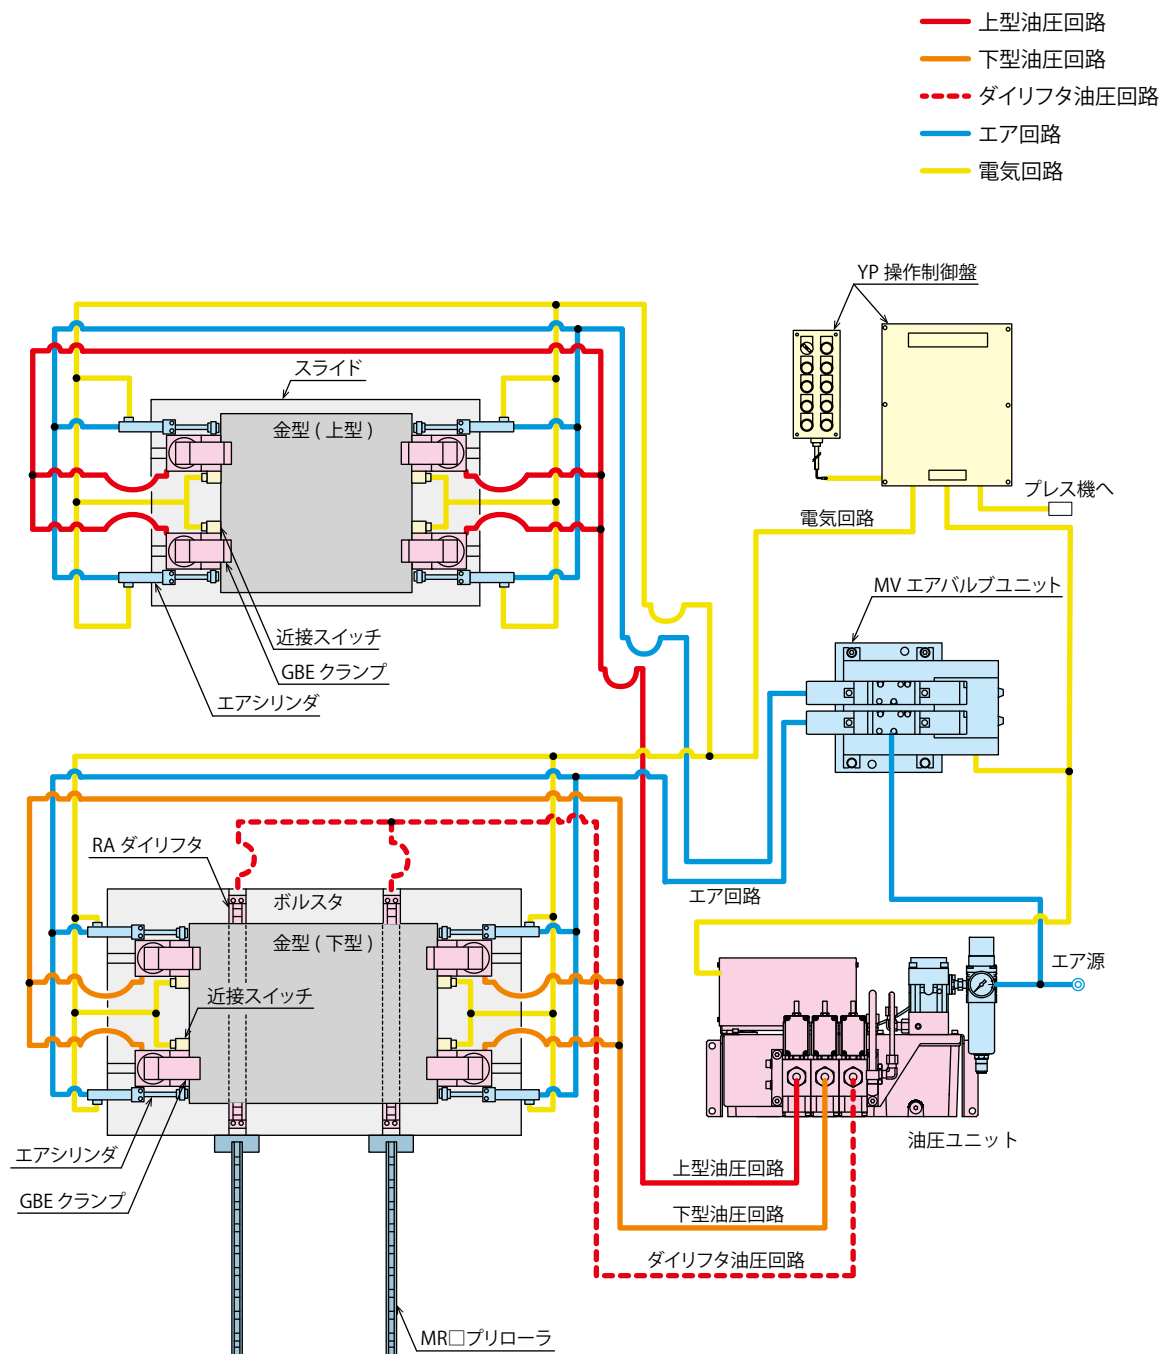 上型油圧回路
下型油圧回路
ダイリフタ油圧回路
エア回路
電気回路
YP 操作制御盤
スライド
金型 ( 上型 )
プレス機へ
電気回路
MV エアバルブユニット
近接スイッチ
GBE クランプ
エアシリンダ
RA ダイリフタ
ボルスタ
エア回路
金型 ( 下型 )
エア源
近接スイッチ
油圧ユニット
エアシリンダ
上型油圧回路
GBE クランプ
下型油圧回路
ダイリフタ油圧回路
MR□プリローラ